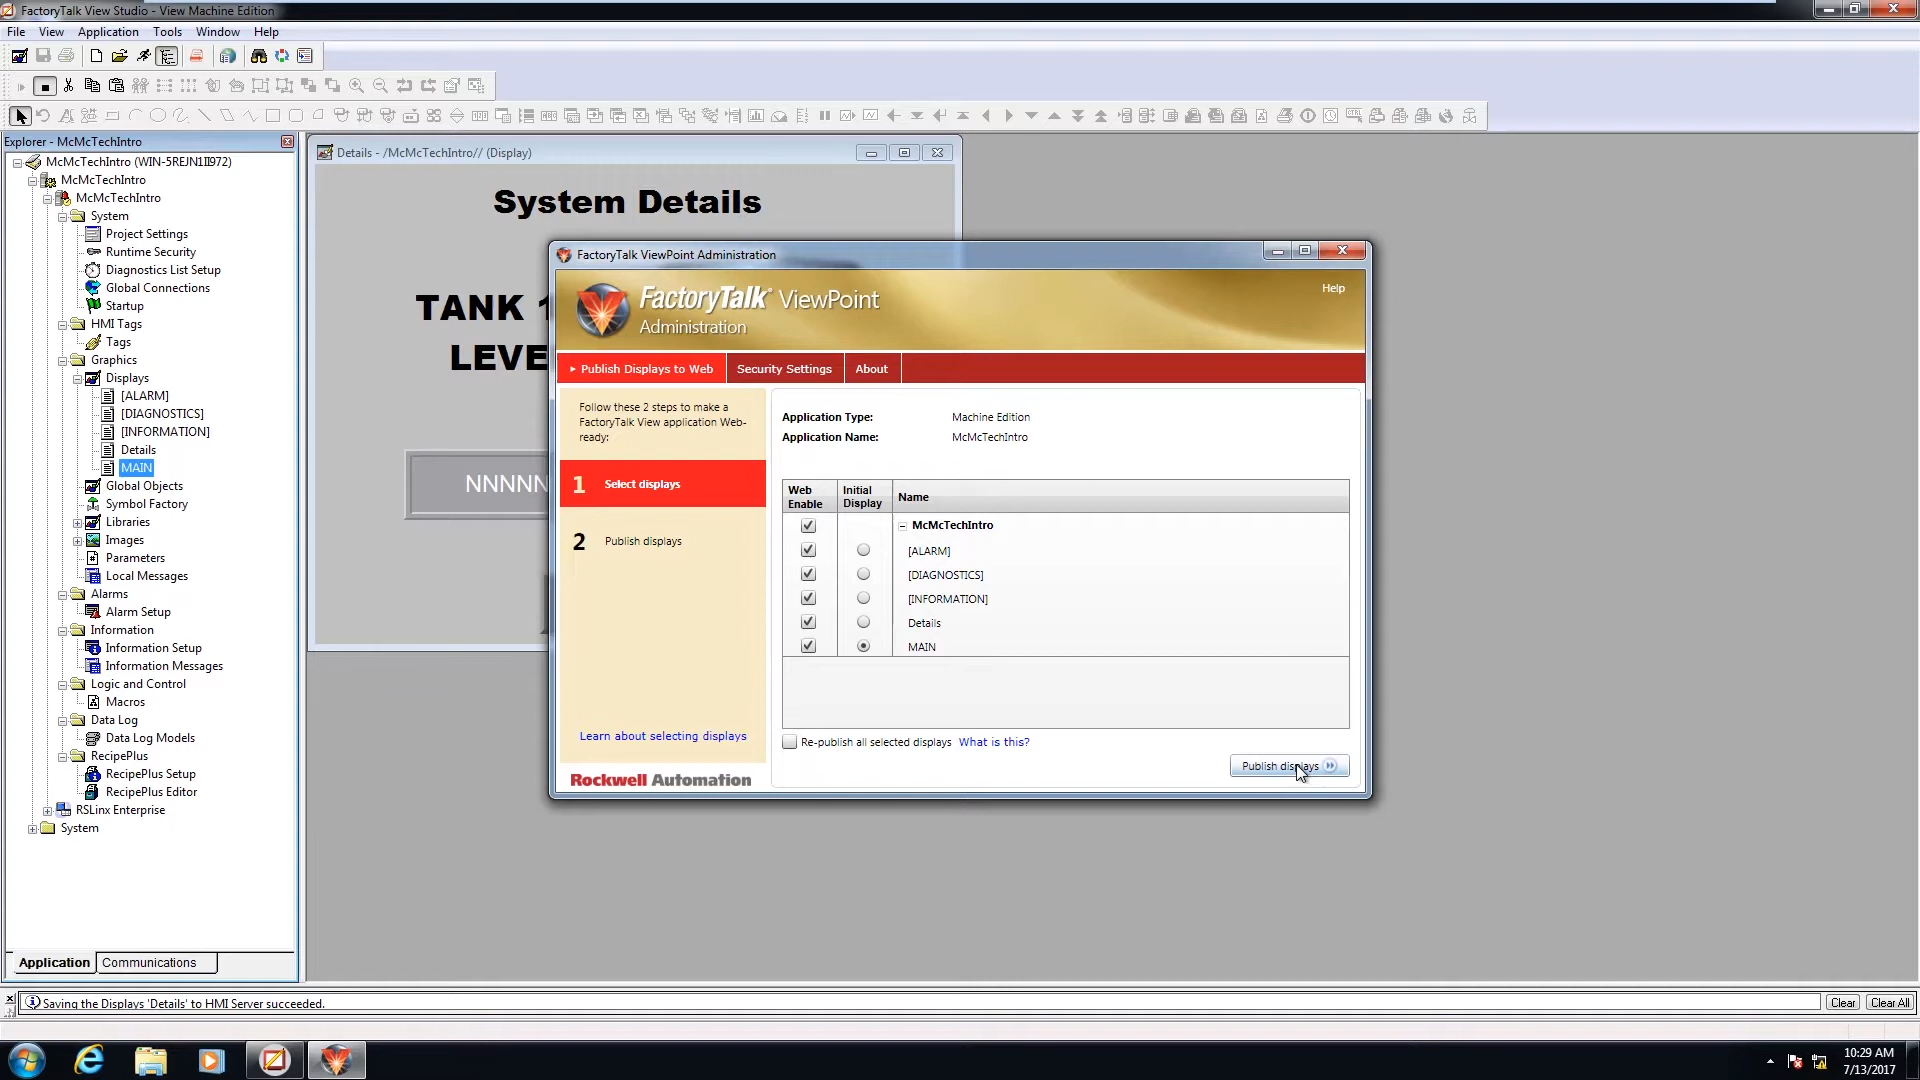 FactoryTalk View Studio - View Machine Edition
File View Application Tools Window Help
Explorer - McMcTechIntro
McMcTechIntro (WIN-5REJN1II972)
McMcTechIntro
McMcTechIntro
System
Project Settings
Runtime Security
Diagnostics List Setup
Global Connections
Startup
HMI Tags
Tags
Graphics
Displays
[ALARM]
[DIAGNOSTICS]
[INFORMATION]
Details
MAIN
Global Objects
Symbol Factory
Libraries
Images
Parameters
Local Messages
Alarms
Alarm Setup
Information
Information Setup
Information Messages
Logic and Control
Macros
Data Log
Data Log Models
RecipePlus
RecipePlus Setup
RecipePlus Editor
RSLinx Enterprise
System
Application Communications
Details - /McMcTechIntro// (Display)
System Details
TANK 1
LEVE
NNNNN
FactoryTalk ViewPoint Administration
FactoryTalk ViewPoint
Administration
Help
Publish Displays to Web Security Settings About
Follow these 2 steps to make a
FactoryTalk View application Web-
ready:
1 Select displays
2 Publish displays
Learn about selecting displays
Rockwell Automation
Application Type: Machine Edition
Application Name: McMcTechIntro
Web Enable Initial Display Name
McMcTechIntro
[ALARM]
[DIAGNOSTICS]
[INFORMATION]
Details
MAIN
Re-publish all selected displays What is this?
Publish displays
Saving the Displays 'Details' to HMI Server succeeded.
Clear Clear All
10:29 AM
7/13/2017